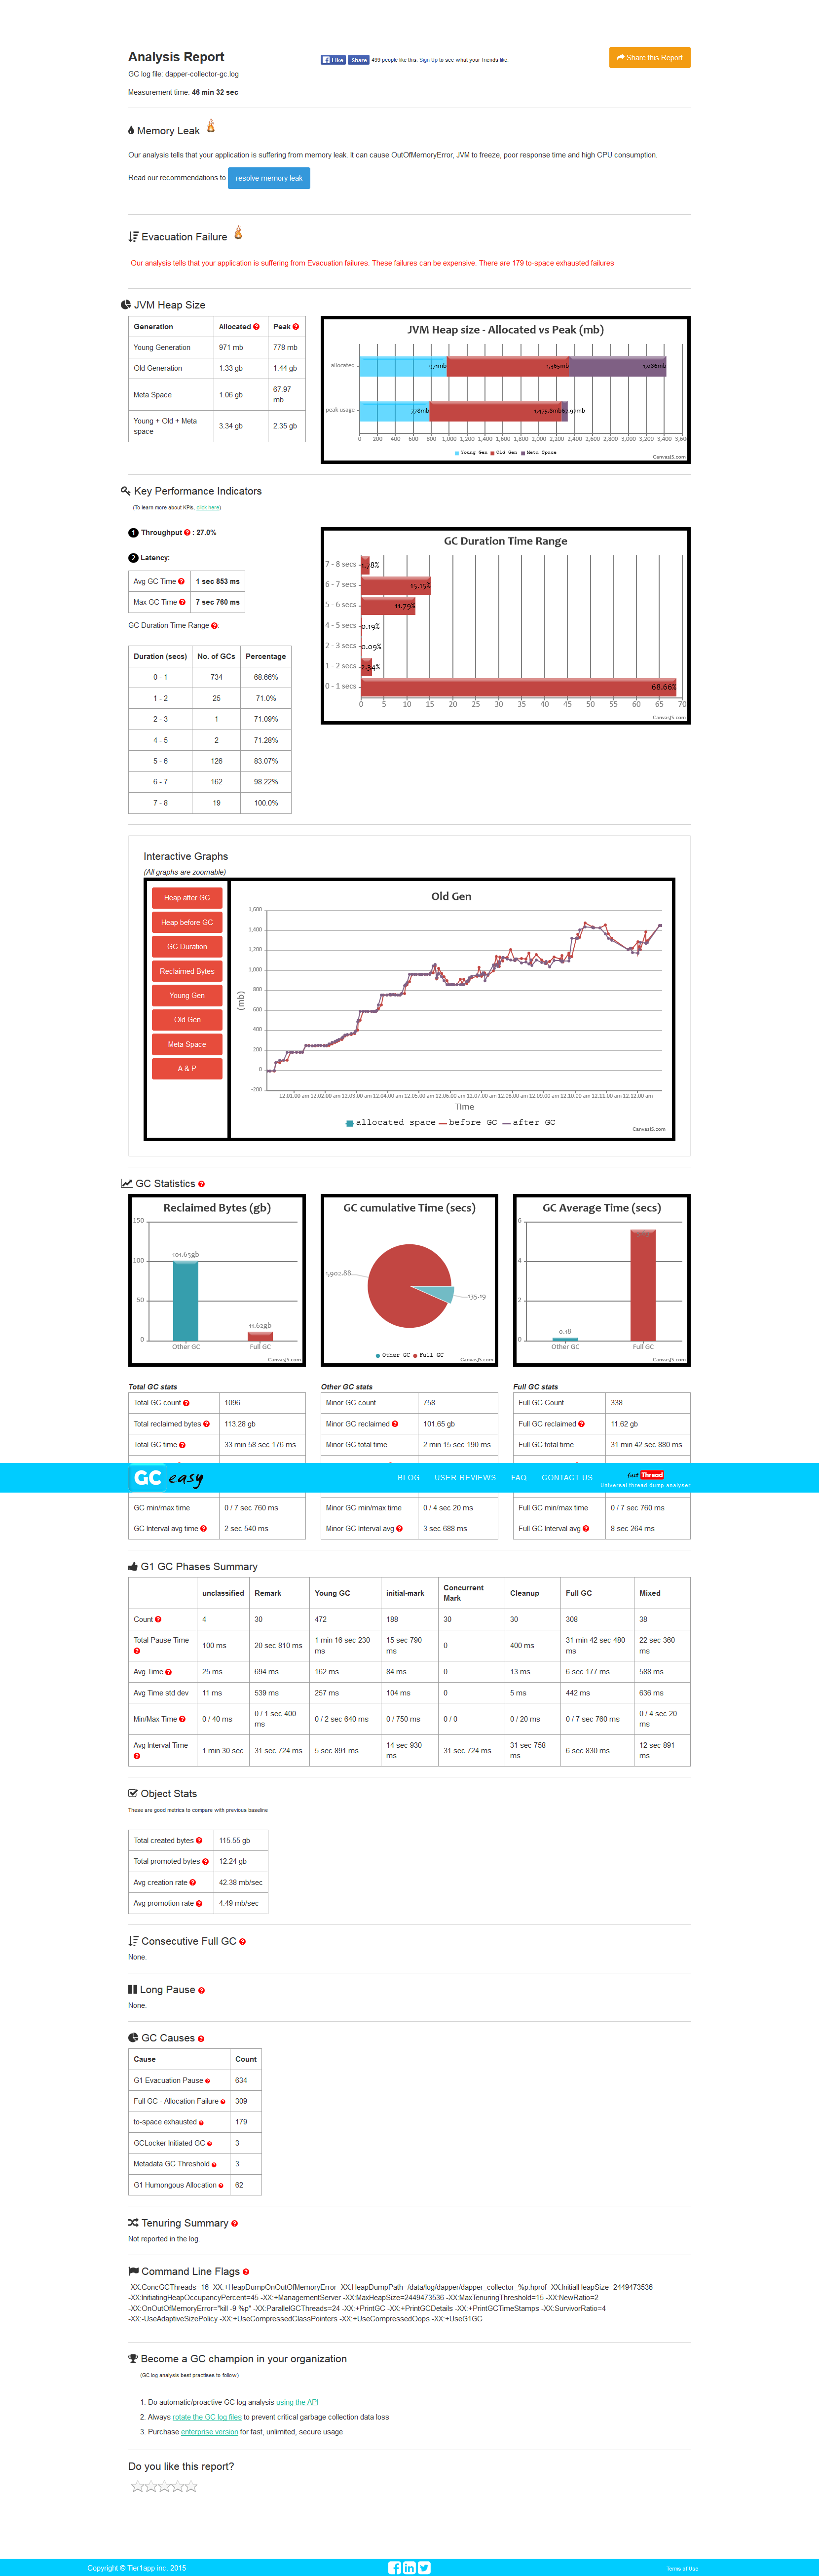 Analysis Report
Like Share 499 people like this. Sign Up to see what your friends like.
Share this Report
GC log file: dapper-collector-gc.log
Measurement time: 46 min 32 sec
Memory Leak
Our analysis tells that your application is suffering from memory leak. It can cause OutOfMemoryError, JVM to freeze, poor response time and high CPU consumption.
Read our recommendations to resolve memory leak
Evacuation Failure
Our analysis tells that your application is suffering from Evacuation failures. These failures can be expensive. There are 179 to-space exhausted failures
JVM Heap Size
Generation Allocated Peak
Young Generation 971 mb 778 mb
Old Generation 1.33 gb 1.44 gb
Meta Space 1.06 gb 67.97 mb
Young + Old + Meta space 3.34 gb 2.35 gb
JVM Heap size - Allocated vs Peak (mb)
allocated 971mb 1,365mb 1,086mb
peak usage 778mb 1,475.8mb 67.97mb
0 200 400 600 800 1,000 1,200 1,400 1,600 1,800 2,000 2,200 2,400 2,600 2,800 3,000 3,200 3,400 3,600
Young Gen Old Gen Meta Space
CanvasJS.com
Key Performance Indicators
(To learn more about KPIs, click here)
1 Throughput : 27.0%
2 Latency:
Avg GC Time 1 sec 853 ms
Max GC Time 7 sec 760 ms
GC Duration Time Range
Duration (secs) No. of GCs Percentage
0 - 1 734 68.66%
1 - 2 25 71.0%
2 - 3 1 71.09%
4 - 5 2 71.28%
5 - 6 126 83.07%
6 - 7 162 98.22%
7 - 8 19 100.0%
GC Duration Time Range
7 - 8 secs 1.78%
6 - 7 secs 15.15%
5 - 6 secs 11.79%
4 - 5 secs 0.19%
2 - 3 secs 0.09%
1 - 2 secs 2.34%
0 - 1 secs 68.66%
0 5 10 15 20 25 30 35 40 45 50 55 60 65 70
CanvasJS.com
Interactive Graphs
(All graphs are zoomable)
Heap after GC
Heap before GC
GC Duration
Reclaimed Bytes
Young Gen
Old Gen
Meta Space
A & P
Old Gen
1,600
1,400
1,200
1,000
800
600
400
200
0
-200
(mb)
12:01:00 am 12:02:00 am 12:03:00 am 12:04:00 am 12:05:00 am 12:06:00 am 12:07:00 am 12:08:00 am 12:09:00 am 12:10:00 am 12:11:00 am 12:12:00 am
Time
allocated space before GC after GC
CanvasJS.com
GC Statistics
Reclaimed Bytes (gb)
150
100
50
0
101.65gb
11.62gb
Other GC Full GC
CanvasJS.com
GC cumulative Time (secs)
1,902.88
135.19
Other GC Full GC
CanvasJS.com
GC Average Time (secs)
6
4
2
0
0.18
Other GC Full GC
CanvasJS.com
Total GC stats
Total GC count 1096
Total reclaimed bytes 113.28 gb
Total GC time 33 min 58 sec 176 ms
GC min/max time 0 / 7 sec 760 ms
GC Interval avg time 2 sec 540 ms
Other GC stats
Minor GC count 758
Minor GC reclaimed 101.65 gb
Minor GC total time 2 min 15 sec 190 ms
Minor GC min/max time 0 / 4 sec 20 ms
Minor GC Interval avg 3 sec 688 ms
Full GC stats
Full GC Count 338
Full GC reclaimed 11.62 gb
Full GC total time 31 min 42 sec 880 ms
Full GC min/max time 0 / 7 sec 760 ms
Full GC Interval avg 8 sec 264 ms
GC easy BLOG USER REVIEWS FAQ CONTACT US fast Thread
Universal thread dump analyser
G1 GC Phases Summary
unclassified Remark Young GC initial-mark Concurrent Mark Cleanup Full GC Mixed
Count 4 30 472 188 30 30 308 38
Total Pause Time 100 ms 20 sec 810 ms 1 min 16 sec 230 ms 15 sec 790 ms 0 400 ms 31 min 42 sec 480 ms 22 sec 360 ms
Avg Time 25 ms 694 ms 162 ms 84 ms 0 13 ms 6 sec 177 ms 588 ms
Avg Time std dev 11 ms 539 ms 257 ms 104 ms 0 5 ms 442 ms 636 ms
Min/Max Time 0 / 40 ms 0 / 1 sec 400 ms 0 / 2 sec 640 ms 0 / 750 ms 0 / 0 0 / 20 ms 0 / 7 sec 760 ms 0 / 4 sec 20 ms
Avg Interval Time 1 min 30 sec 31 sec 724 ms 5 sec 891 ms 14 sec 930 ms 31 sec 724 ms 31 sec 758 ms 6 sec 830 ms 12 sec 891 ms
Object Stats
These are good metrics to compare with previous baseline
Total created bytes 115.55 gb
Total promoted bytes 12.24 gb
Avg creation rate 42.38 mb/sec
Avg promotion rate 4.49 mb/sec
Consecutive Full GC
None.
Long Pause
None.
GC Causes
Cause Count
G1 Evacuation Pause 634
Full GC - Allocation Failure 309
to-space exhausted 179
GCLocker Initiated GC 3
Metadata GC Threshold 3
G1 Humongous Allocation 62
Tenuring Summary
Not reported in the log.
Command Line Flags
-XX:ConcGCThreads=16 -XX:+HeapDumpOnOutOfMemoryError -XX:HeapDumpPath=/data/log/dapper/dapper_collector_%p.hprof -XX:InitialHeapSize=2449473536
-XX:InitiatingHeapOccupancyPercent=45 -XX:+ManagementServer -XX:MaxHeapSize=2449473536 -XX:MaxTenuringThreshold=15 -XX:NewRatio=2
-XX:OnOutOfMemoryError="kill -9 %p" -XX:ParallelGCThreads=24 -XX:+PrintGC -XX:+PrintGCDetails -XX:+PrintGCTimeStamps -XX:SurvivorRatio=4
-XX:-UseAdaptiveSizePolicy -XX:+UseCompressedClassPointers -XX:+UseCompressedOops -XX:+UseG1GC
Become a GC champion in your organization
(GC log analysis best practises to follow)
1. Do automatic/proactive GC log analysis using the API
2. Always rotate the GC log files to prevent critical garbage collection data loss
3. Purchase enterprise version for fast, unlimited, secure usage
Do you like this report?
Copyright © Tier1app inc. 2015
Terms of Use